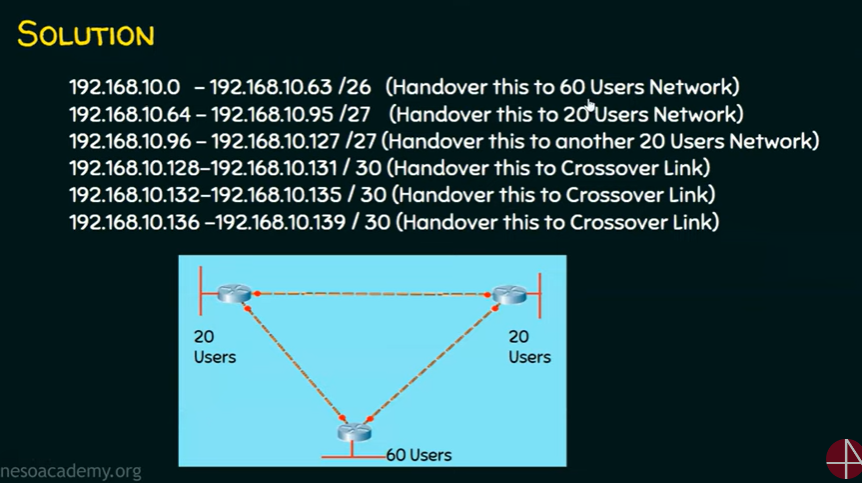 SOLUTION
192.168.10.0 – 192.168.10.63 /26 (Handover this to 60 Users Network)
192.168.10.64 – 192.168.10.95 /27 (Handover this to 20 Users Network)
192.168.10.96 – 192.168.10.127 /27 (Handover this to another 20 Users Network)
192.168.10.128–192.168.10.131 / 30 (Handover this to Crossover Link)
192.168.10.132–192.168.10.135 / 30 (Handover this to Crossover Link)
192.168.10.136 –192.168.10.139 / 30 (Handover this to Crossover Link)
20
Users
20
Users
60 Users
nesoacademy.org